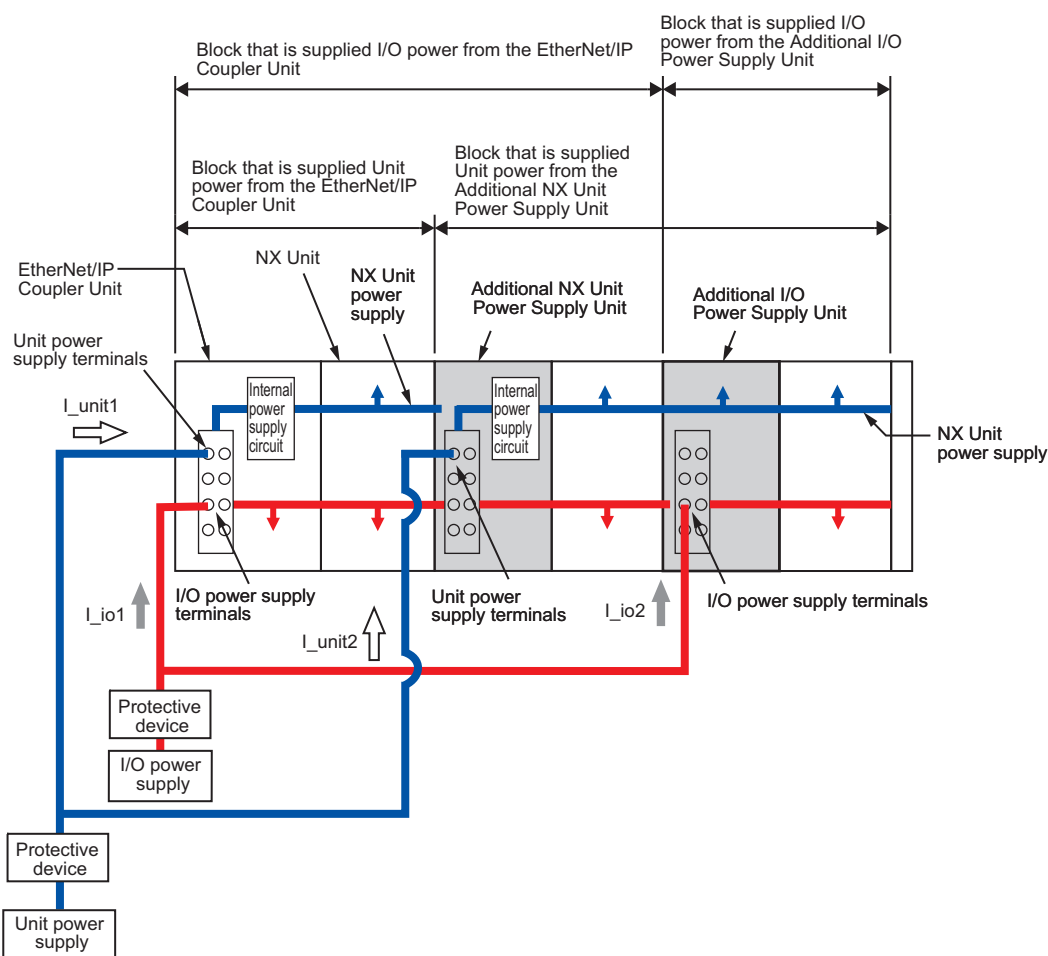 Block that is supplied I/O power from the EtherNet/IP
Coupler Unit
Block that is supplied I/O
power from the Additional I/O
Power Supply Unit
Block that is supplied Unit
power from the EtherNet/IP
Coupler Unit
Block that is supplied
Unit power from the
Additional NX Unit
Power Supply Unit
EtherNet/IP
Coupler Unit
NX Unit
NX Unit
power
supply
Additional NX Unit
Power Supply Unit
Additional I/O
Power Supply Unit
Unit power
supply terminals
I_unit1
Internal
power
supply
circuit
Internal
power
supply
circuit
NX Unit
power supply
I_io1
I/O power supply
terminals
I_unit2
Unit power
supply terminals
I_io2
I/O power supply terminals
Protective
device
I/O power
supply
Protective
device
Unit power
supply